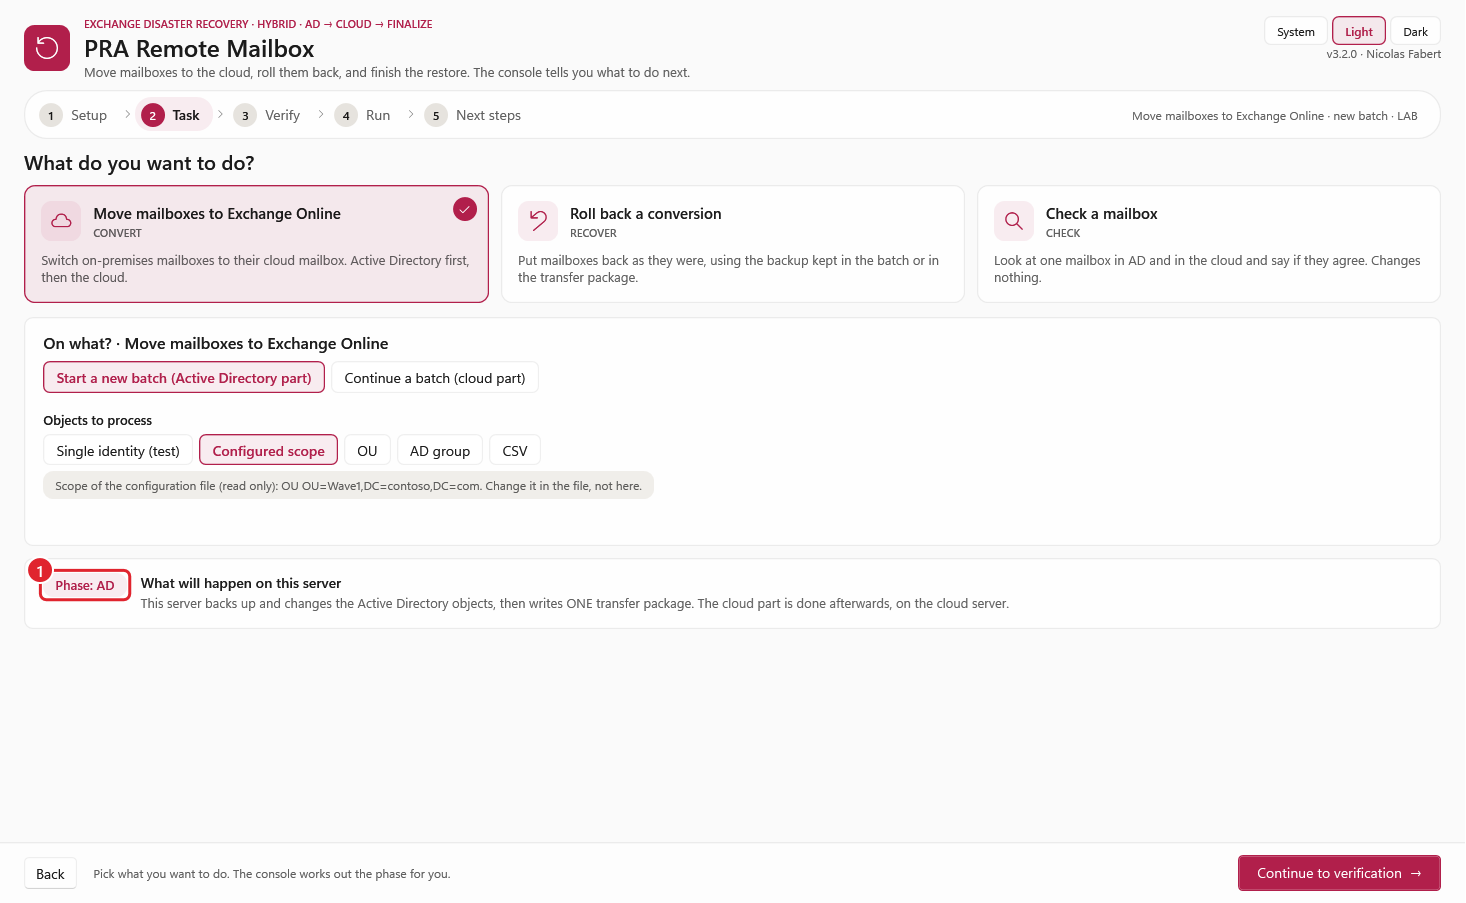 EXCHANGE DISASTER RECOVERY · HYBRID · AD → CLOUD → FINALIZE
PRA Remote Mailbox
Move mailboxes to the cloud, roll them back, and finish the restore. The console tells you what to do next.
System
Light
Dark
v3.2.0 · Nicolas Fabert
1 Setup
2 Task
3 Verify
4 Run
5 Next steps
Move mailboxes to Exchange Online · new batch · LAB
What do you want to do?
Move mailboxes to Exchange Online
CONVERT
Switch on-premises mailboxes to their cloud mailbox. Active Directory first,
then the cloud.
Roll back a conversion
RECOVER
Put mailboxes back as they were, using the backup kept in the batch or in
the transfer package.
Check a mailbox
CHECK
Look at one mailbox in AD and in the cloud and say if they agree. Changes
nothing.
On what? · Move mailboxes to Exchange Online
Start a new batch (Active Directory part)
Continue a batch (cloud part)
Objects to process
Single identity (test)
Configured scope
OU
AD group
CSV
Scope of the configuration file (read only): OU OU=Wave1,DC=contoso,DC=com. Change it in the file, not here.
1
Phase: AD
What will happen on this server
This server backs up and changes the Active Directory objects, then writes ONE transfer package. The cloud part is done afterwards, on the cloud server.
Back
Pick what you want to do. The console works out the phase for you.
Continue to verification →